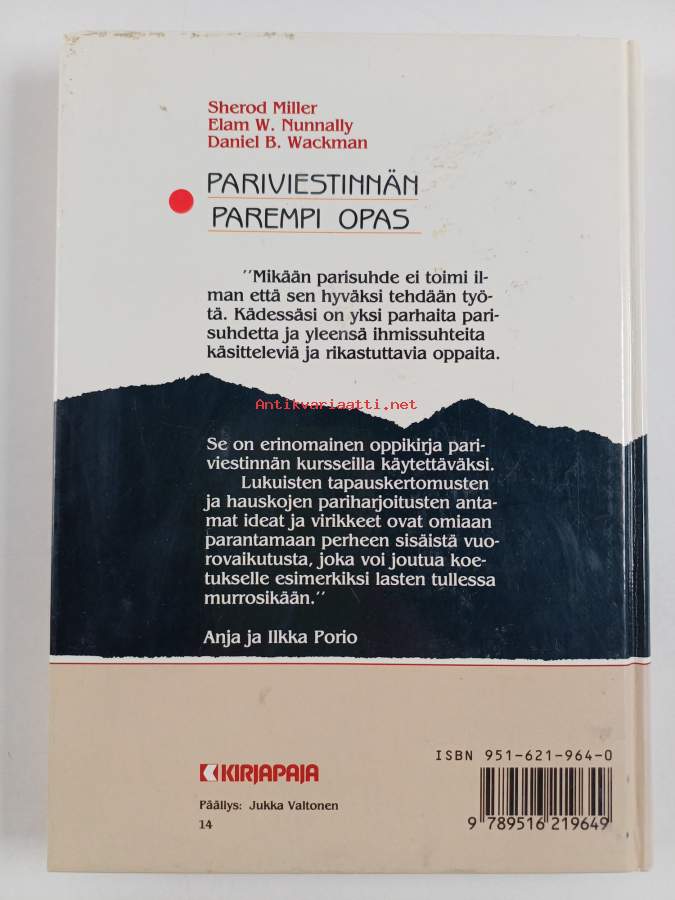 Sherod Miller
Elam W. Nunnally
Daniel B. Wackman
PARIVIESTINNÄN
PAREMPI OPAS
"Mikään parisuhde ei toimi il-
man että sen hyväksi tehdään työ-
tä. Kädessäsi on yksi parhaita pari-
suhdetta ja yleensä ihmissuhteita
käsitteleviä ja rikastuttavia oppaita.
Antikvariaatti.net
Se on erinomainen oppikirja pari-
viestinnän kursseilla käytettäväksi.
Lukuisten tapauskertomusten
ja hauskojen pariharjoitusten anta-
mat ideat ja virikkeet ovat omiaan
parantamaan perheen sisäistä vuo-
rovaikutusta, joka voi joutua koe-
tukselle esimerkiksi lasten tullessa
murrosikään."
Anja ja Ilkka Porio
KIRJAPAJA
Päällys: Jukka Valtonen
14
ISBN 951-621-964-0
9 789516 219649